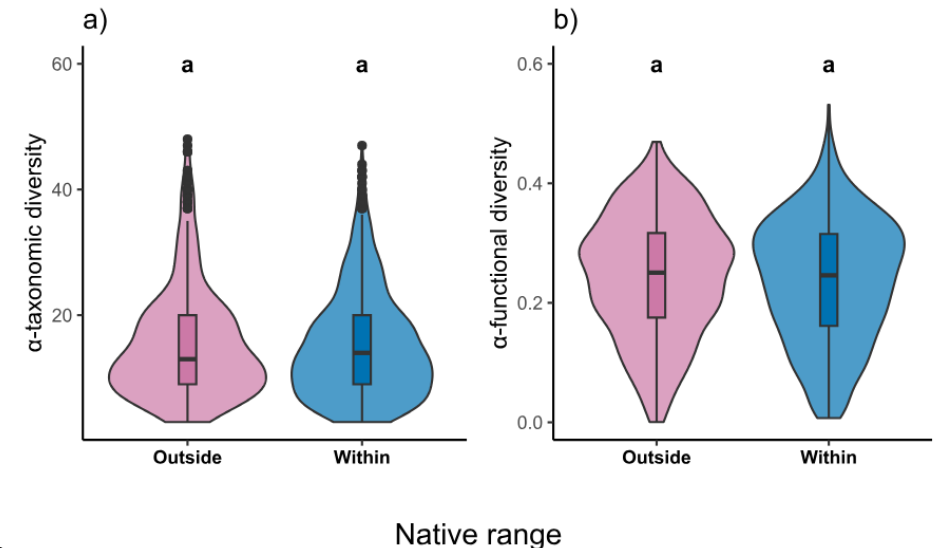 a)
b)
α-taxonomic diversity
60
40
20
a
a
Outside
Within
α-functional diversity
0.6
0.4
0.2
0.0
a
a
Outside
Within
Native range